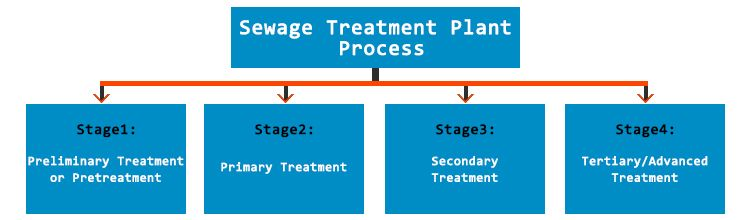 Sewage Treatment Plant
Process
Stage1:
Preliminary Treatment
or Pretreatment
Stage2:
Primary Treatment
Stage3:
Secondary
Treatment
Stage4:
Tertiary/Advanced
Treatment